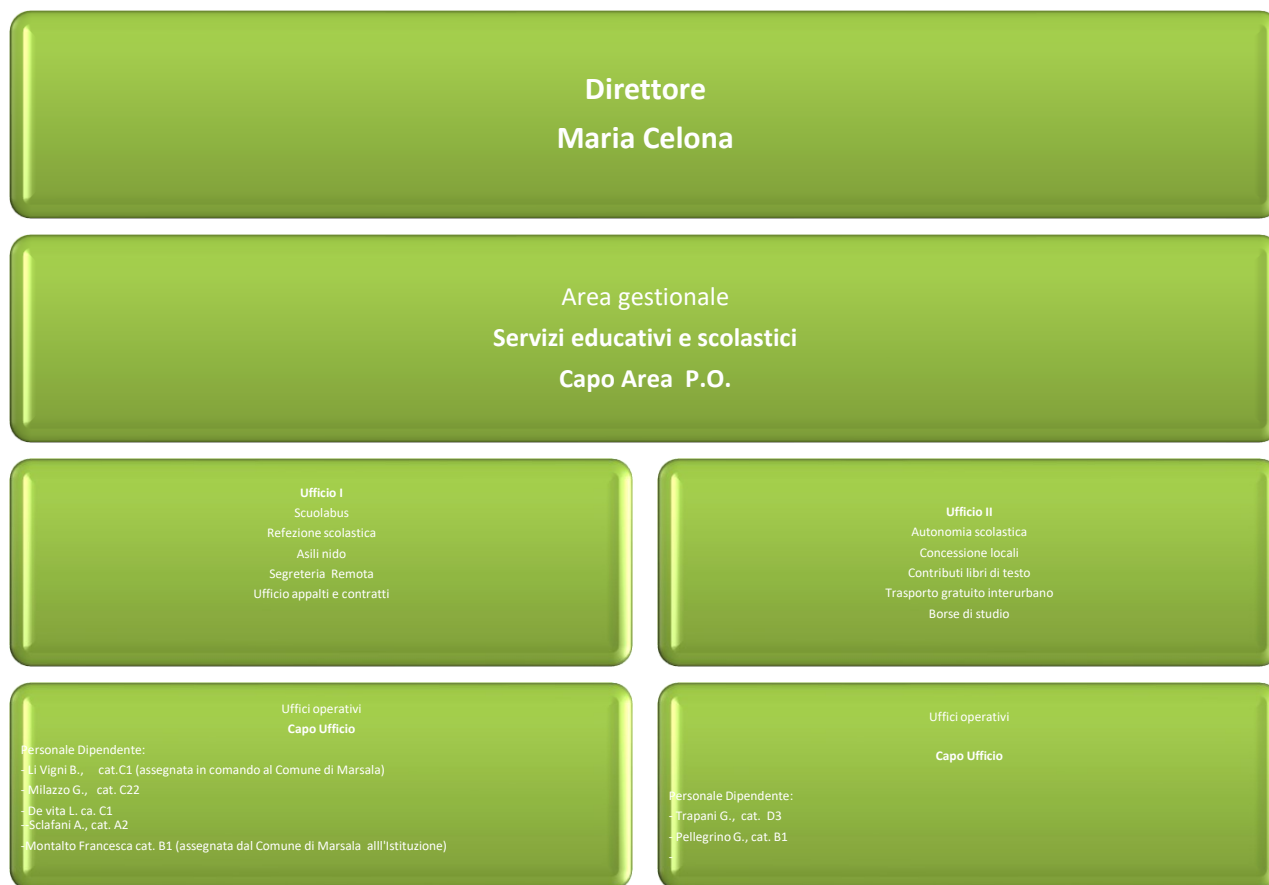 Direttore
Maria Celona
Area gestionale
Servizi educativi e scolastici
Capo Area P.O.
Ufficio I
Scuolabus
Refezione scolastica
Asili nido
Segreteria Remota
Ufficio appalti e contratti
Ufficio II
Autonomia scolastica
Concessione locali
Contributi libri di testo
Trasporto gratuito interurbano
Borse di studio
Uffici operativi
Capo Ufficio
Personale Dipendente:
- Li Vigni B., cat.C1 (assegnata in comando al Comune di Marsala)
- Milazzo G., cat. C22
- De vita L. ca. C1
- Sclafani A., cat. A2
-Montalto Francesca cat. B1 (assegnata dal Comune di Marsala alll'Istituzione)
Uffici operativi
Capo Ufficio
Personale Dipendente:
- Trapani G., cat. D3
- Pellegrino G., cat. B1
-